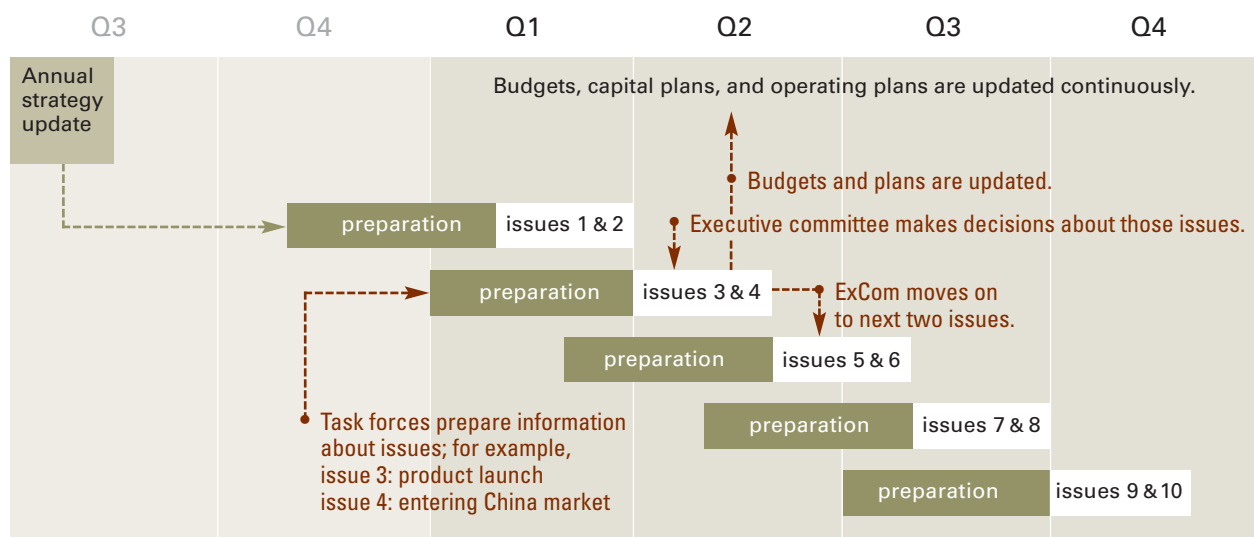 Q3 Q4 Q1 Q2 Q3 Q4
Annual
strategy
update
Budgets, capital plans, and operating plans are updated continuously.
Budgets and plans are updated.
preparation issues 1 & 2
Executive committee makes decisions about those issues.
preparation issues 3 & 4
ExCom moves on
to next two issues.
preparation issues 5 & 6
Task forces prepare information
about issues; for example,
issue 3: product launch
issue 4: entering China market
preparation issues 7 & 8
preparation issues 9 & 10